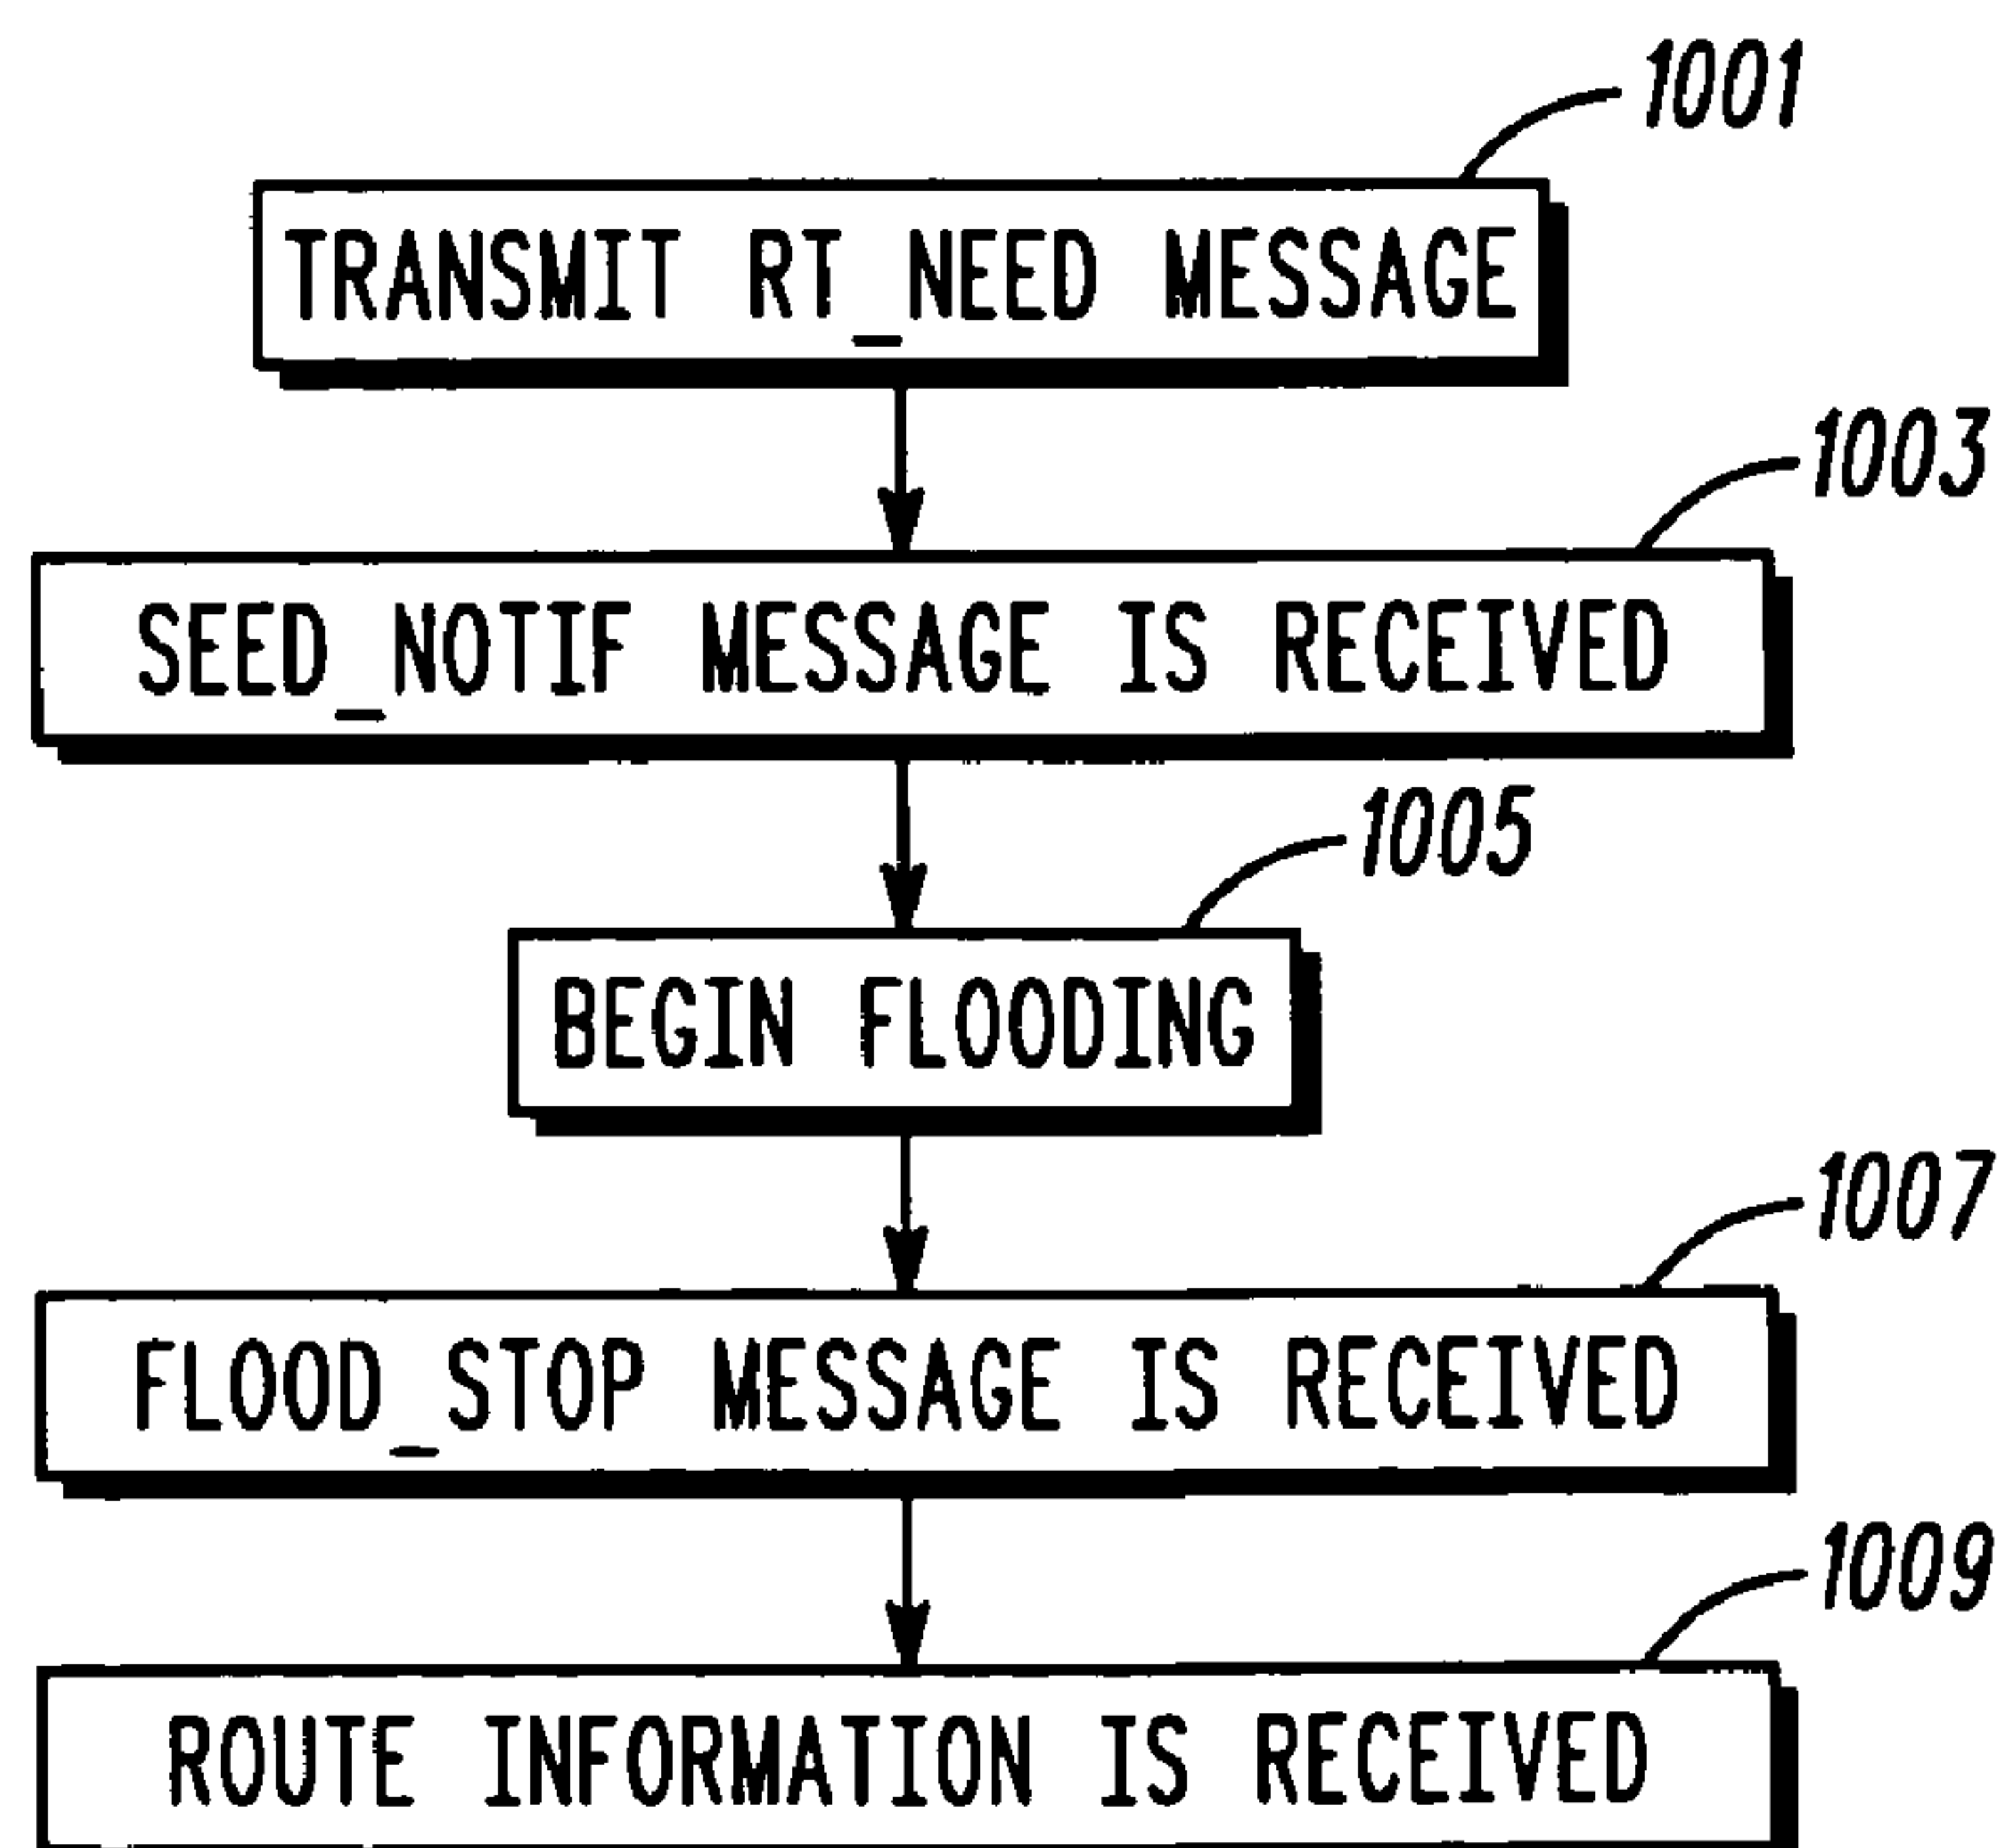 1001
TRANSMIT RT_NEED MESSAGE
1003
SEED_NOTIF MESSAGE IS RECEIVED
1005
BEGIN FLOODING
1007
FLOOD_STOP MESSAGE IS RECEIVED
1009
ROUTE INFORMATION IS RECEIVED